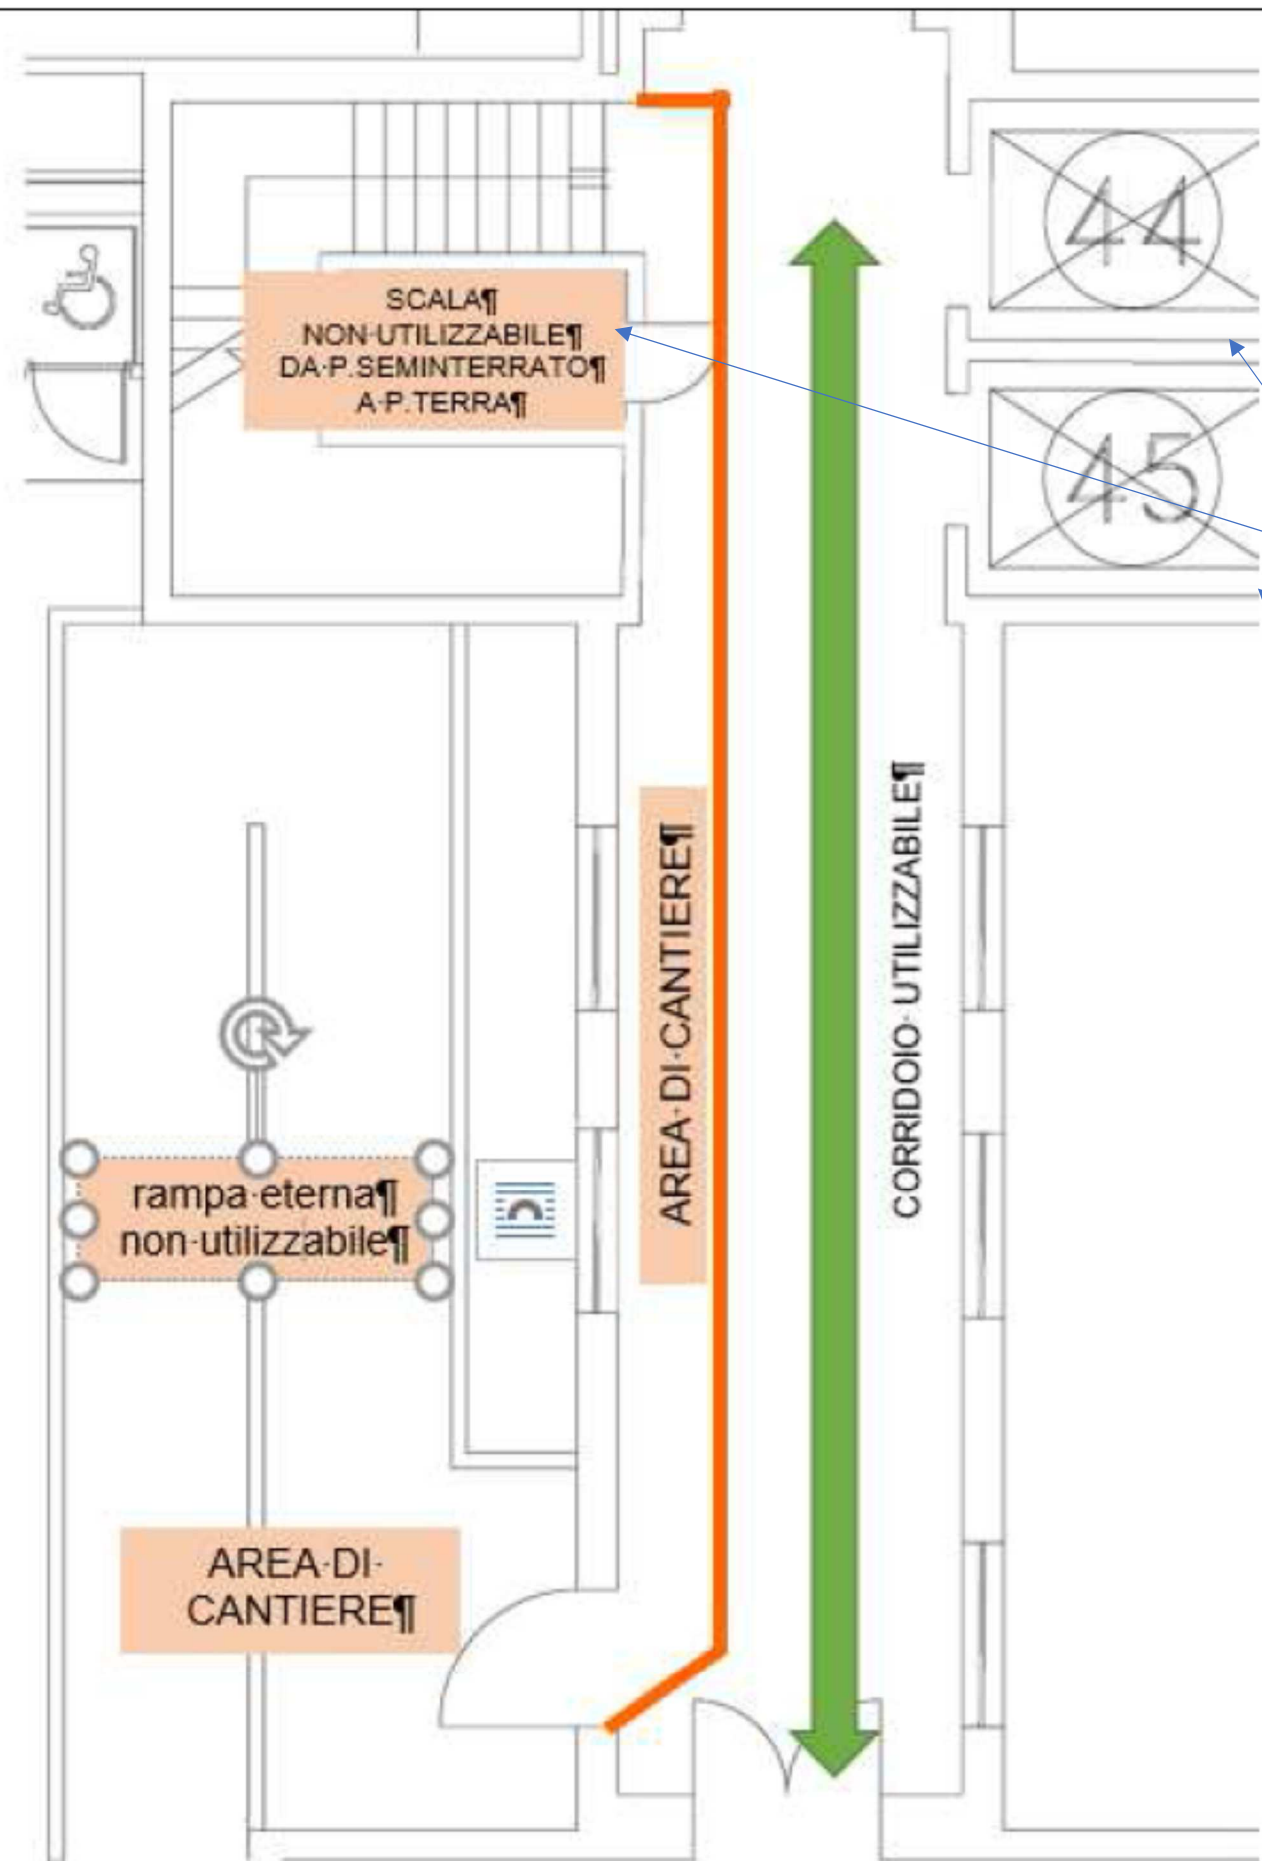 44
SCALA¶
NON·UTILIZZABILE¶
DA·P.SEMINTERRATO¶
A·P.TERRA¶
45
AREA·DI·CANTIERE¶
CORRIDOIO·UTILIZZABILE¶
rampa·eterna¶
non·utilizzabile¶
AREA·DI·
CANTIERE¶